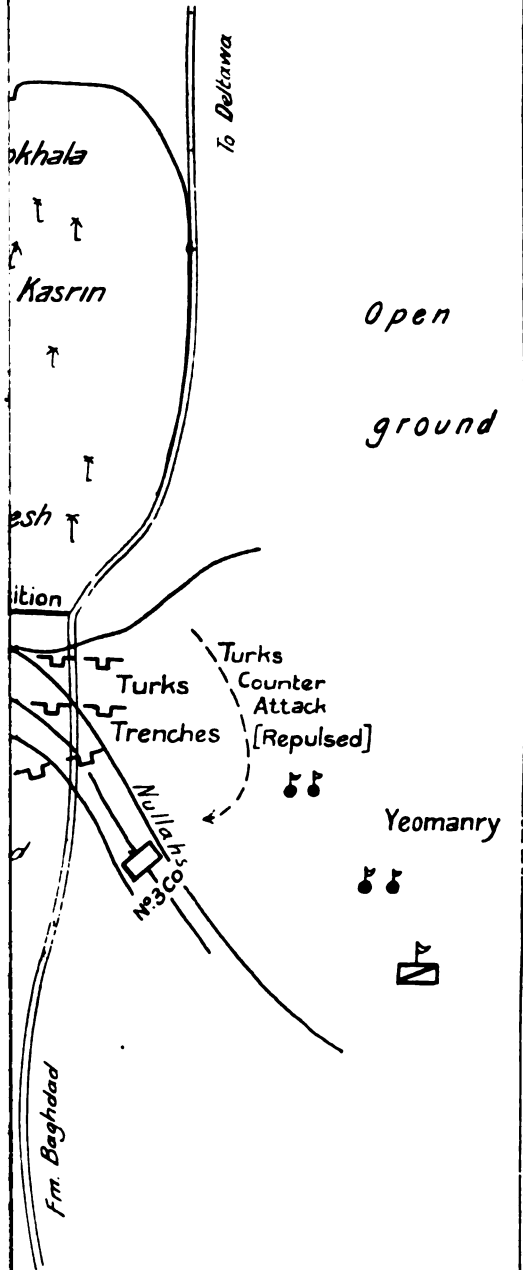 To Deltawa
okhala
Kasrin
Open
ground
esh
ition
Turks
Counter
Attack
[Repulsed]
Turks
Trenches
Nullahs
Yeomanry
d
No. 3 Co
Fm. Baghdad